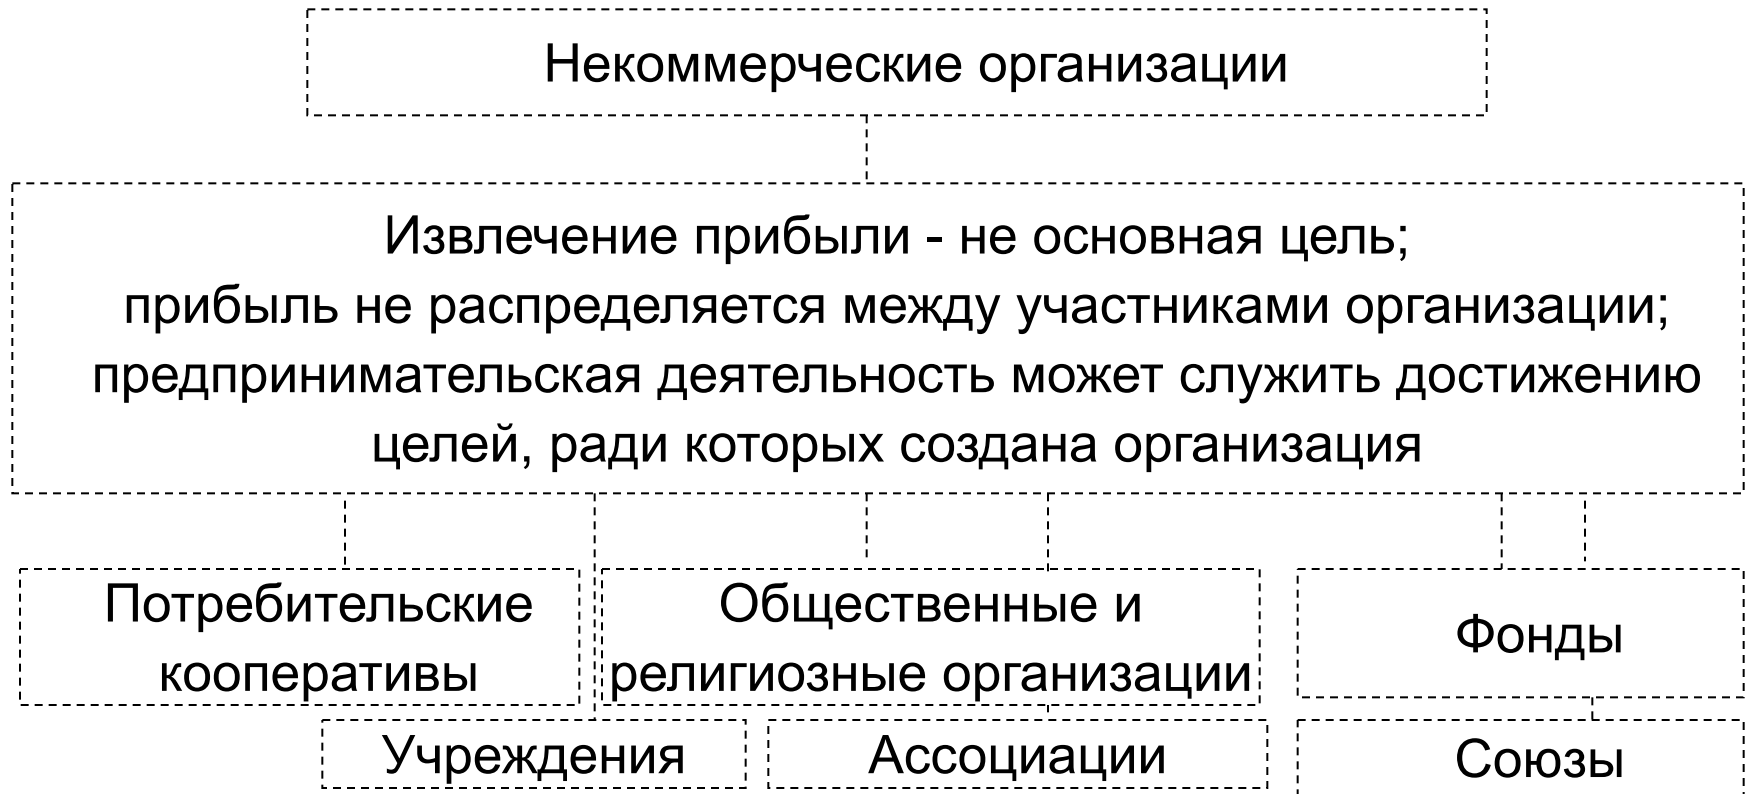 Некоммерческие организации
Извлечение прибыли - не основная цель;
прибыль не распределяется между участниками организации;
предпринимательская деятельность может служить достижению
целей, ради которых создана организация
Потребительские
кооперативы
Общественные и
религиозные организации
Фонды
Учреждения
Ассоциации
Союзы